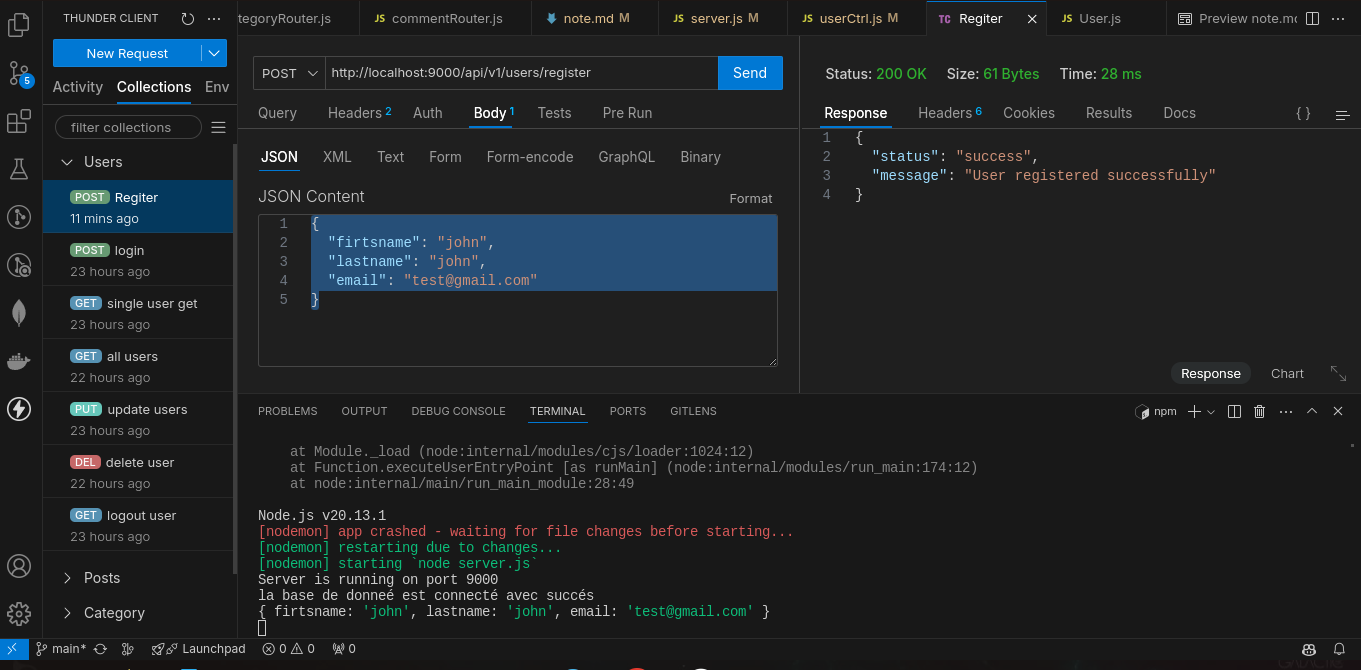 THUNDER CLIENT
tegoryRouter.js
JS commentRouter.js
note.md M
JS server.js M
JS userCtrl.js M
TC Regiter
JS User.js
Preview note.md
New Request
Activity Collections Env
filter collections
Users
POST Regiter
11 mins ago
POST login
23 hours ago
GET single user get
23 hours ago
GET all users
22 hours ago
PUT update users
23 hours ago
DEL delete user
22 hours ago
GET logout user
23 hours ago
Posts
Category
5
POST http://localhost:9000/api/v1/users/register Send
Query Headers 2 Auth Body 1 Tests Pre Run
JSON XML Text Form Form-encode GraphQL Binary
JSON Content Format
1 {
2 "firtsname": "john",
3 "lastname": "john",
4 "email": "test@gmail.com"
5 }
Status: 200 OK Size: 61 Bytes Time: 28 ms
Response Headers 6 Cookies Results Docs { }
1 {
2 "status": "success",
3 "message": "User registered successfully"
4 }
Response Chart
PROBLEMS OUTPUT DEBUG CONSOLE TERMINAL PORTS GITLENS npm
at Module._load (node:internal/modules/cjs/loader:1024:12)
at Function.executeUserEntryPoint [as runMain] (node:internal/modules/run_main:174:12)
at node:internal/main/run_main_module:28:49
Node.js v20.13.1
[nodemon] app crashed - waiting for file changes before starting...
[nodemon] restarting due to changes...
[nodemon] starting `node server.js`
Server is running on port 9000
la base de donneé est connecté avec succés
{ firtsname: 'john', lastname: 'john', email: 'test@gmail.com' }
main* Launchpad 0 0 0